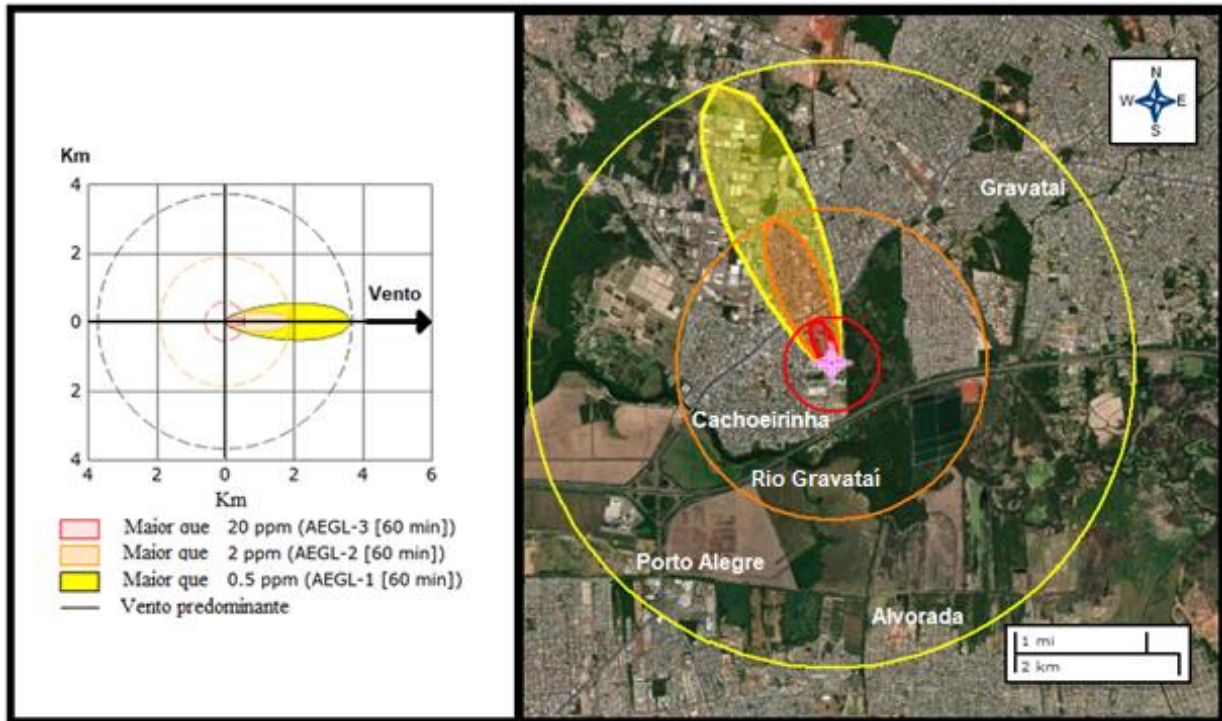 Km
4
2
0
2
4
4
2
0
2
4
6
Km
Vento
Maior que 20 ppm (AEGL-3 [60 min])
Maior que 2 ppm (AEGL-2 [60 min])
Maior que 0.5 ppm (AEGL-1 [60 min])
Vento predominante
N
W E
S
Gravataí
Cachoeirinha
Rio Gravataí
Porto Alegre
Alvorada
1 mi
2 km